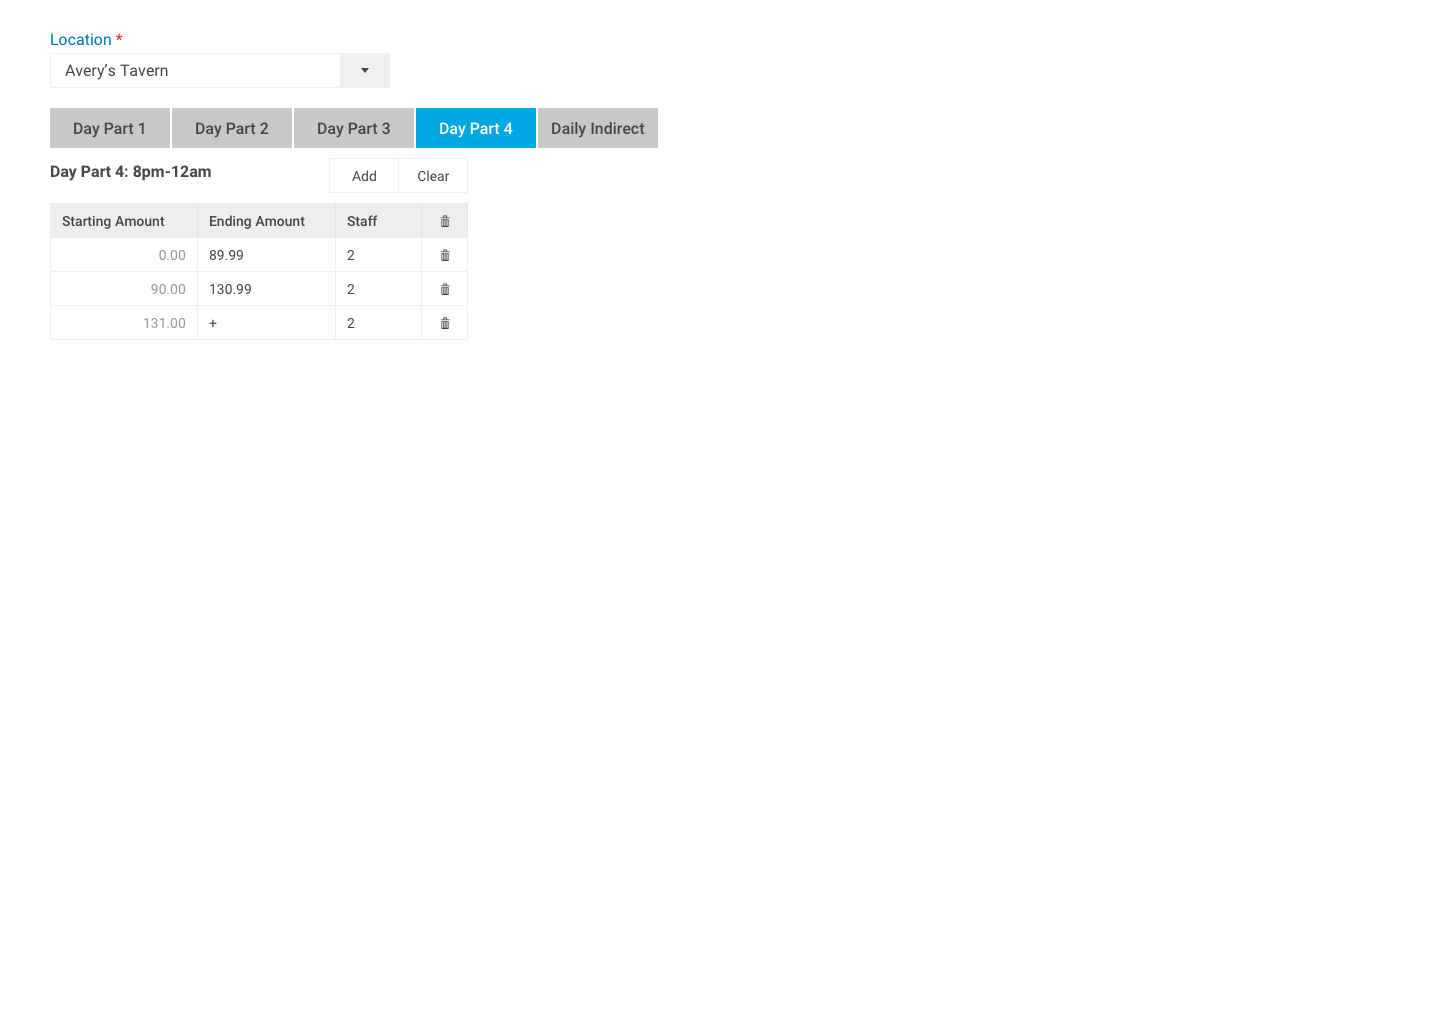 Location *
Avery’s Tavern
Day Part 1 Day Part 2 Day Part 3 Day Part 4 Daily Indirect
Day Part 4: 8pm-12am Add Clear
Starting Amount Ending Amount Staff
0.00 89.99 2
90.00 130.99 2
131.00 + 2